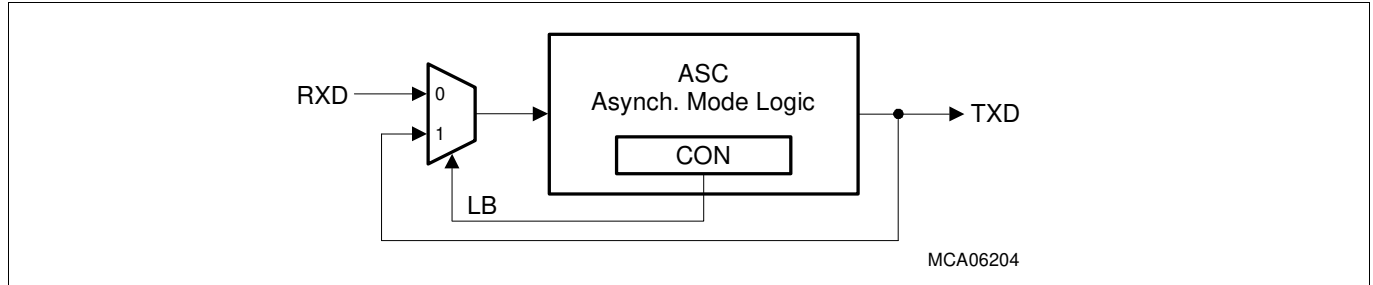 ASC
Asynch. Mode Logic
RXD
0
TXD
1
CON
LB
MCA06204